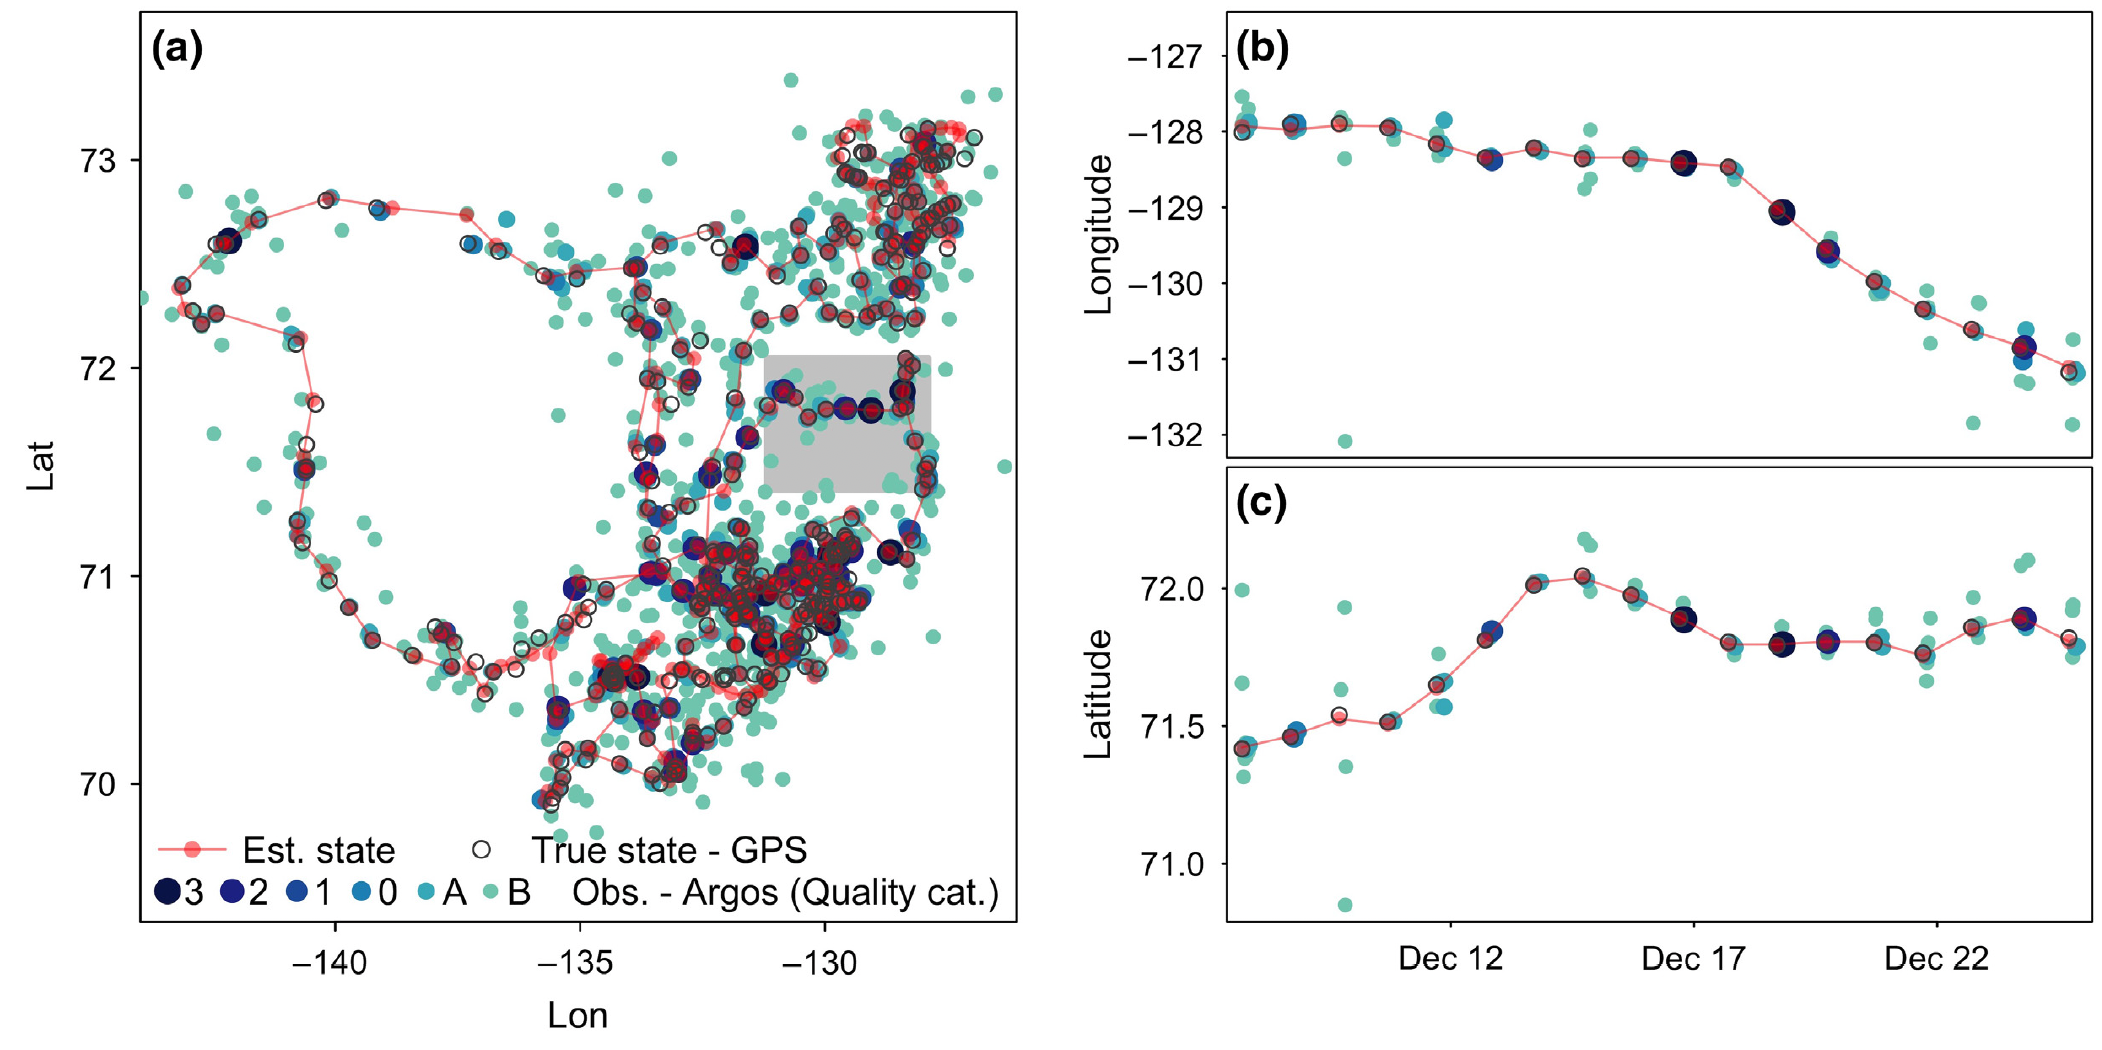 (a)
73
72
71
70
Lat
Est. state True state - GPS
3 2 1 0 A B Obs. - Argos (Quality cat.)
–140 –135 –130
Lon
(b)
–127
–128
–129
–130
–131
–132
Longitude
(c)
72.0
71.5
71.0
Latitude
Dec 12 Dec 17 Dec 22